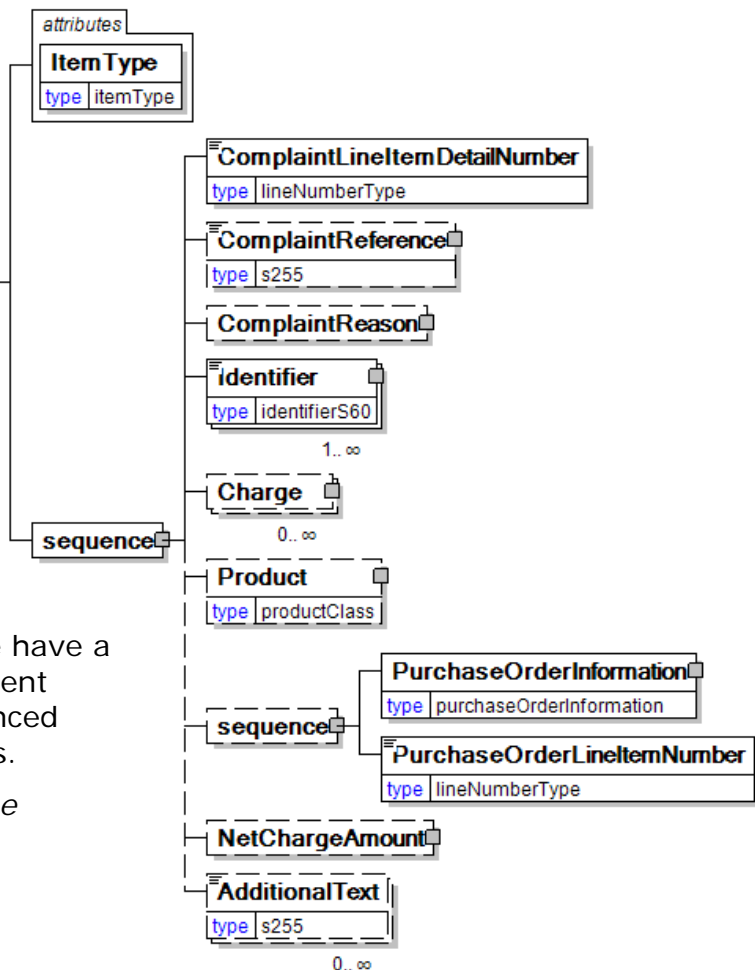 attributes
ItemType
type itemType
ComplaintLineItemDetailNumber
type lineNumberType
ComplaintReference
type s255
ComplaintReason
Identifier
type identifierS60
1.. ∞
Charge
0.. ∞
sequence
Product
type productClass
have a
ent
PurchaseOrderInformation
type purchaseOrderInformation
nced
sequence
s.
PurchaseOrderLineItemNumber
type lineNumberType
e
NetChargeAmount
AdditionalText
type s255
0.. ∞